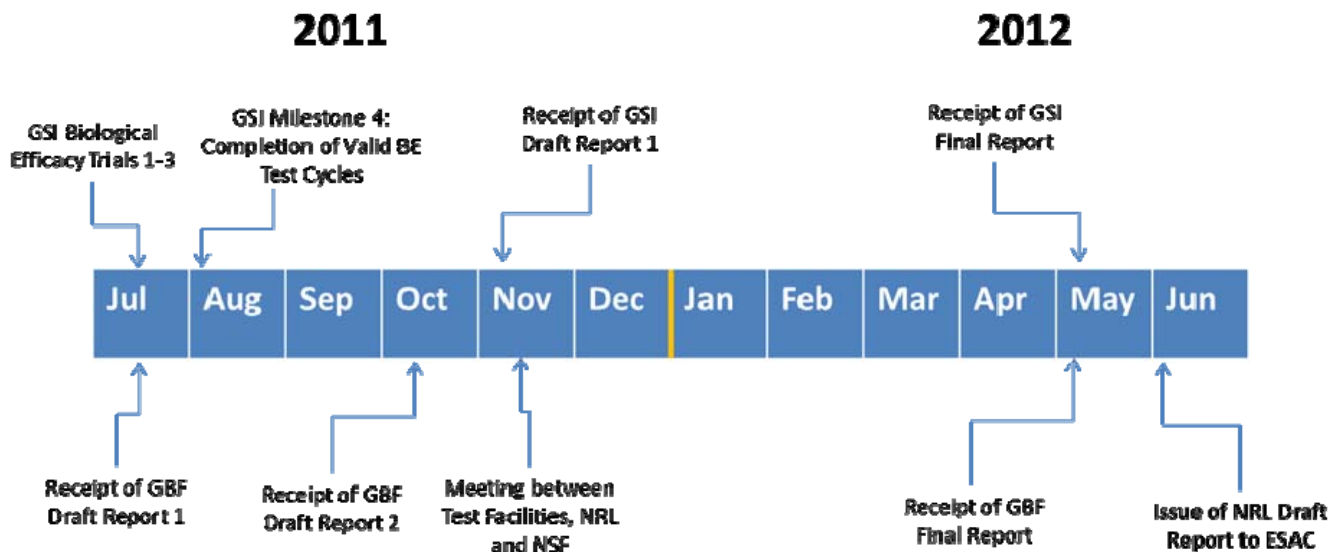 2011
2012
GSI Biological
Efficacy Trials 1-3
GSI Milestone 4:
Completion of Valid BE
Test Cycles
Receipt of GSI
Draft Report 1
Receipt of GSI
Final Report
Jul
Aug
Sep
Oct
Nov
Dec
Jan
Feb
Mar
Apr
May
Jun
Receipt of GBF
Draft Report 1
Receipt of GBF
Draft Report 2
Meeting between
Test Facilities, NRL
and NSF
Receipt of GBF
Final Report
Issue of NRL Draft
Report to ESAC